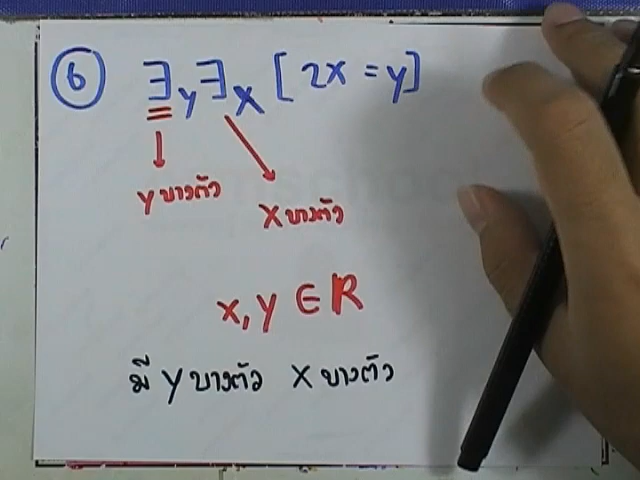 6 ∃y∃x [2x = y]
y บางตัว
x บางตัว
x, y ∈ R
มี y บางตัว x บางตัว